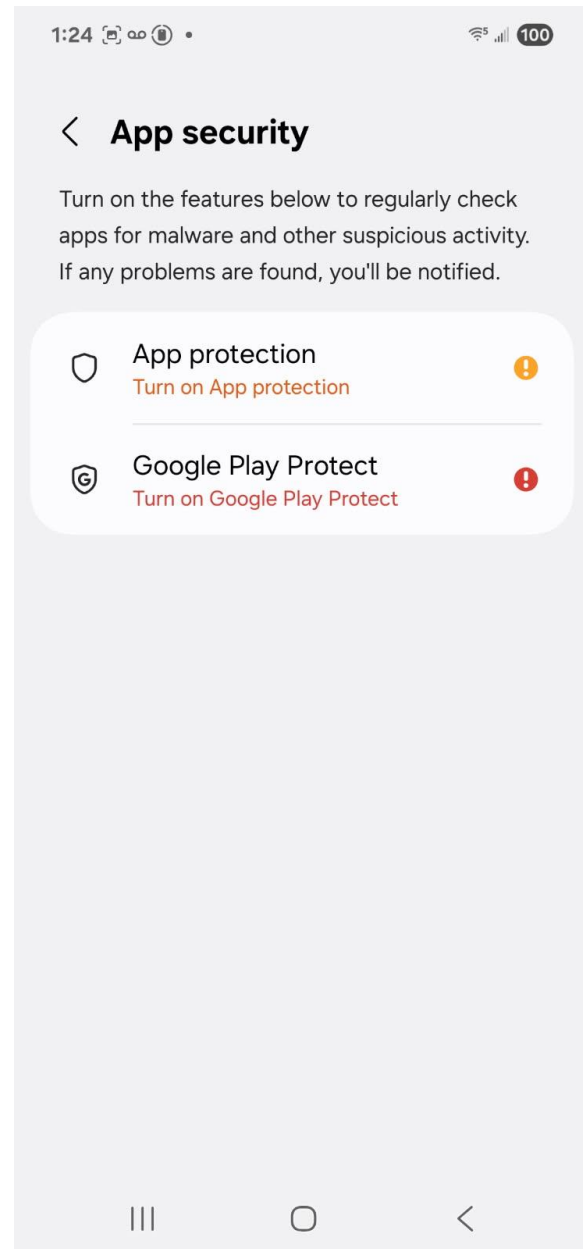 1:24 5 100
App security
Turn on the features below to regularly check
apps for malware and other suspicious activity.
If any problems are found, you'll be notified.
App protection
Turn on App protection
G Google Play Protect
Turn on Google Play Protect